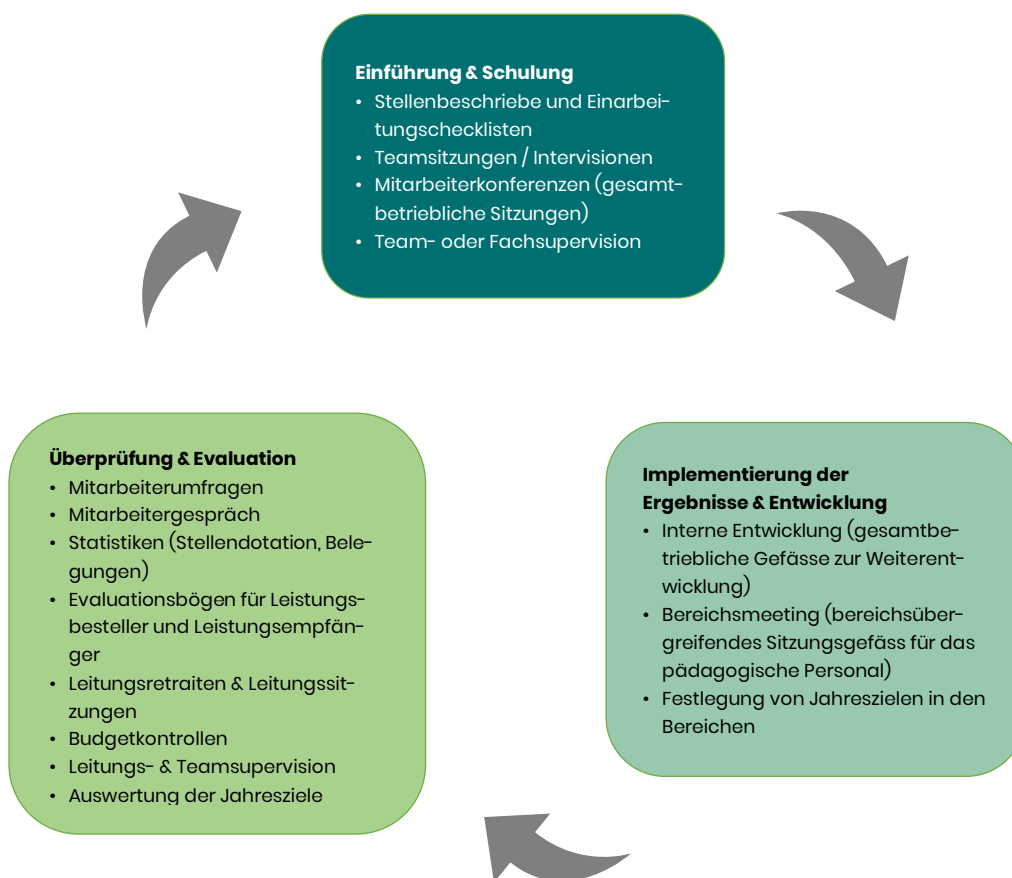 Einführung & Schulung
• Stellenbeschriebe und Einarbei-
tungschecklisten
• Teamsitzungen / Intervisionen
• Mitarbeiterkonferenzen (gesamt-
betriebliche Sitzungen)
• Team- oder Fachsupervision
Überprüfung & Evaluation
• Mitarbeiterumfragen
• Mitarbeitergespräch
• Statistiken (Stellendotation, Bele-
gungen)
• Evaluationsbögen für Leistungs-
besteller und Leistungsempfän-
ger
• Leitungsretraiten & Leitungssit-
zungen
• Budgetkontrollen
• Leitungs- & Teamsupervision
• Auswertung der Jahresziele
Implementierung der
Ergebnisse & Entwicklung
• Interne Entwicklung (gesamtbe-
triebliche Gefässe zur Weiterent-
wicklung)
• Bereichsmeeting (bereichsüber-
greifendes Sitzungsgefäss für das
pädagogische Personal)
• Festlegung von Jahreszielen in den
Bereichen